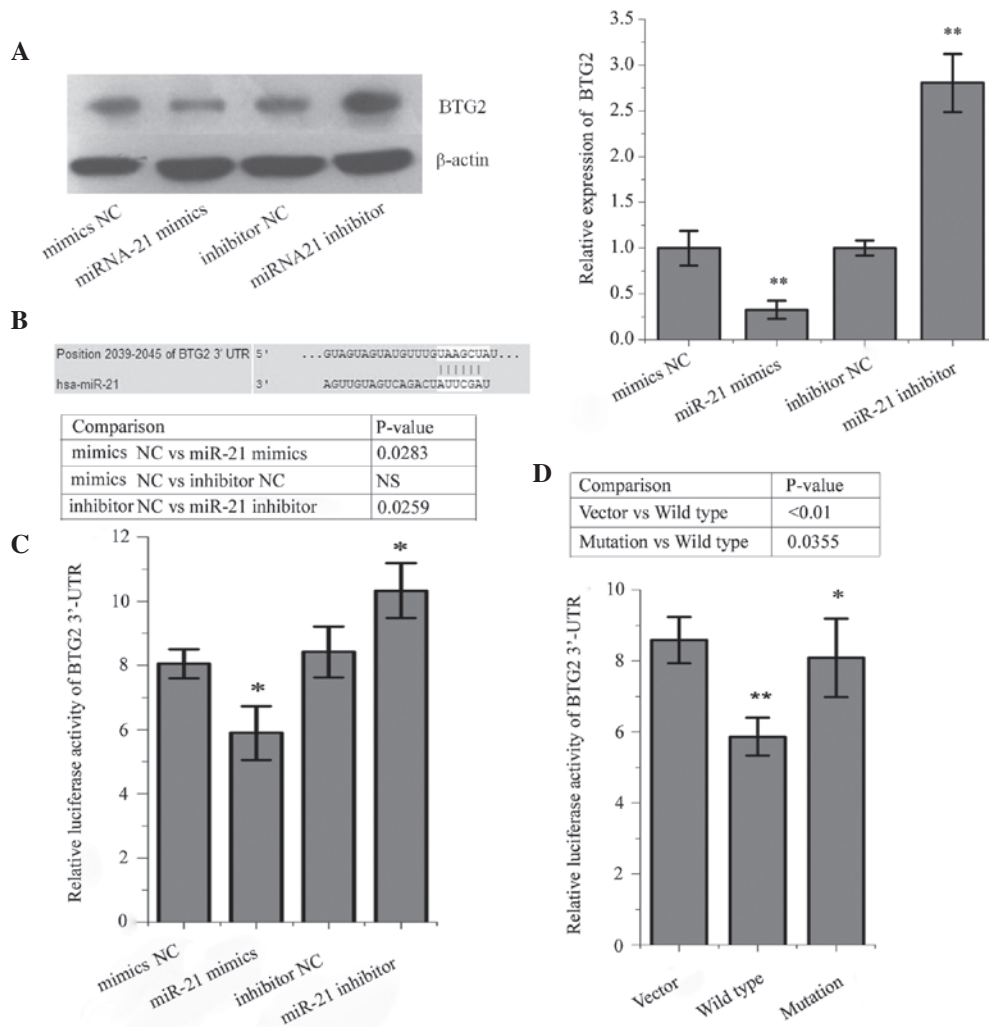 A
BTG2
β-actin
mimics NC
miRNA-21 mimics
inhibitor NC
miRNA21 inhibitor
Relative expression of BTG2
3.5
3.0
2.5
2.0
1.5
1.0
0.5
0.0
**
**
mimics NC
miR-21 mimics
inhibitor NC
miR-21 inhibitor
B
Position 2039-2045 of BTG2 3' UTR 5' ...GUAGUAGUAUGUUUGUAAGCUAU...
hsa-miR-21 3' AGUUGUAGUCAGACUAUUCGAU
Comparison P-value
mimics NC vs miR-21 mimics 0.0283
mimics NC vs inhibitor NC NS
inhibitor NC vs miR-21 inhibitor 0.0259
C
Relative luciferase activity of BTG2 3'-UTR
12
10
8
6
4
2
0
*
*
mimics NC
miR-21 mimics
inhibitor NC
miR-21 inhibitor
D
Comparison P-value
Vector vs Wild type <0.01
Mutation vs Wild type 0.0355
Relative luciferase activity of BTG2 3'-UTR
10
8
6
4
2
0
**
*
Vector
Wild type
Mutation